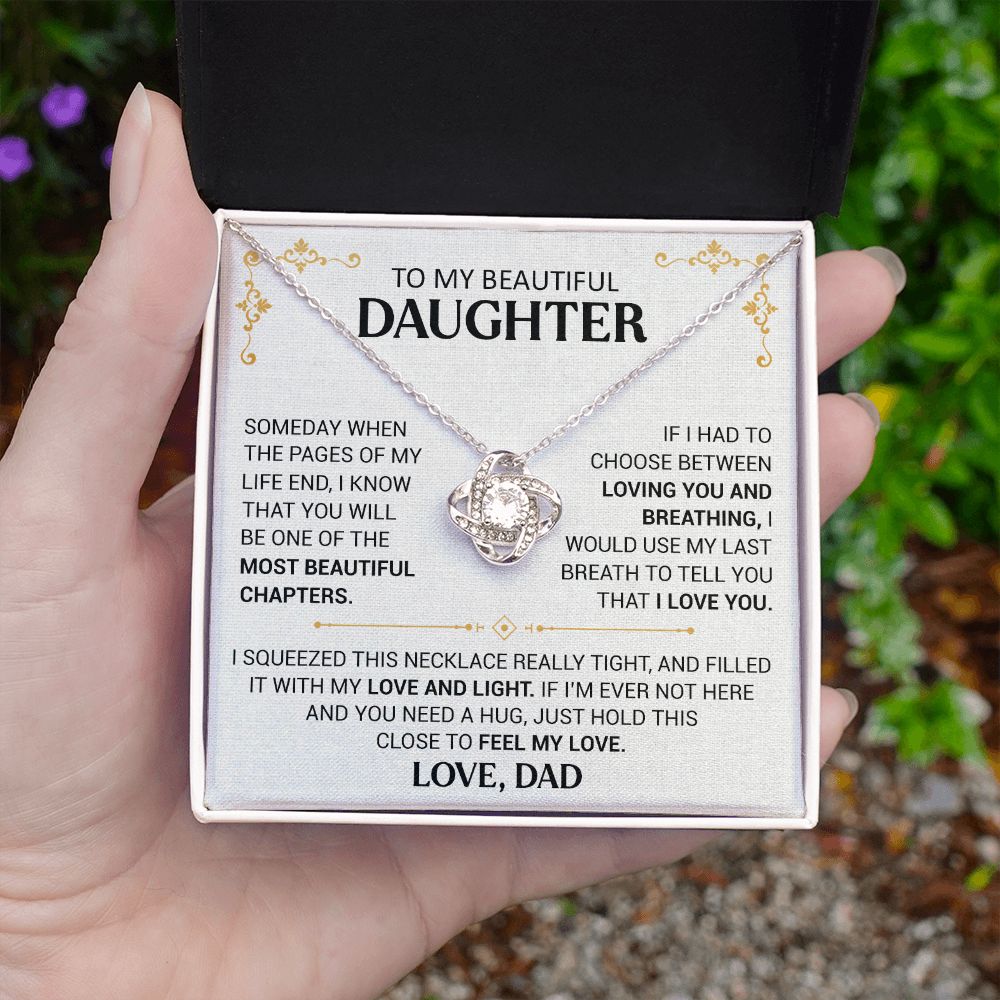 TO MY BEAUTIFUL
DAUGHTER
SOMEDAY WHEN
THE PAGES OF MY
LIFE END, I KNOW
THAT YOU WILL
BE ONE OF THE
MOST BEAUTIFUL
CHAPTERS.
IF I HAD TO
CHOOSE BETWEEN
LOVING YOU AND
BREATHING, I
WOULD USE MY LAST
BREATH TO TELL YOU
THAT I LOVE YOU.
I SQUEEZED THIS NECKLACE REALLY TIGHT, AND FILLED
IT WITH MY LOVE AND LIGHT. IF I'M EVER NOT HERE
AND YOU NEED A HUG, JUST HOLD THIS
CLOSE TO FEEL MY LOVE.
LOVE, DAD